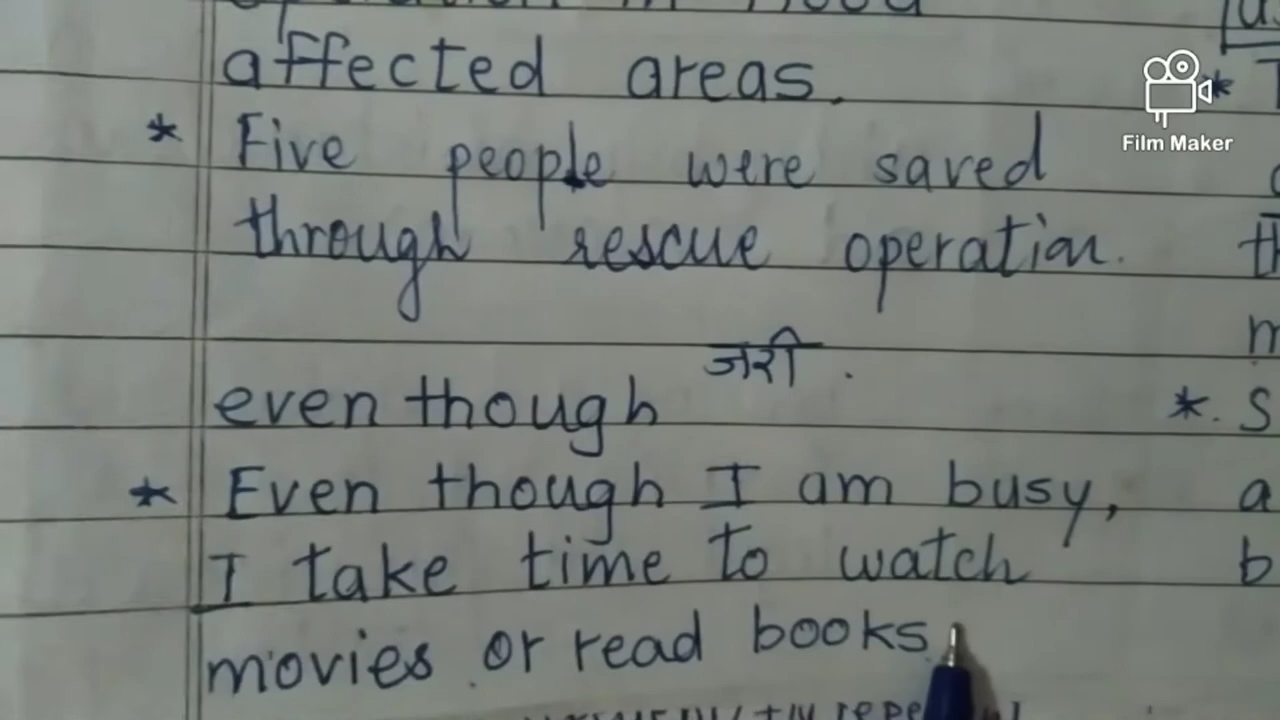 affected areas.
* Five people were saved
through rescue operation.
जरी.
even though
* Even though I am busy,
I take time to watch
movies or read books
Film Maker